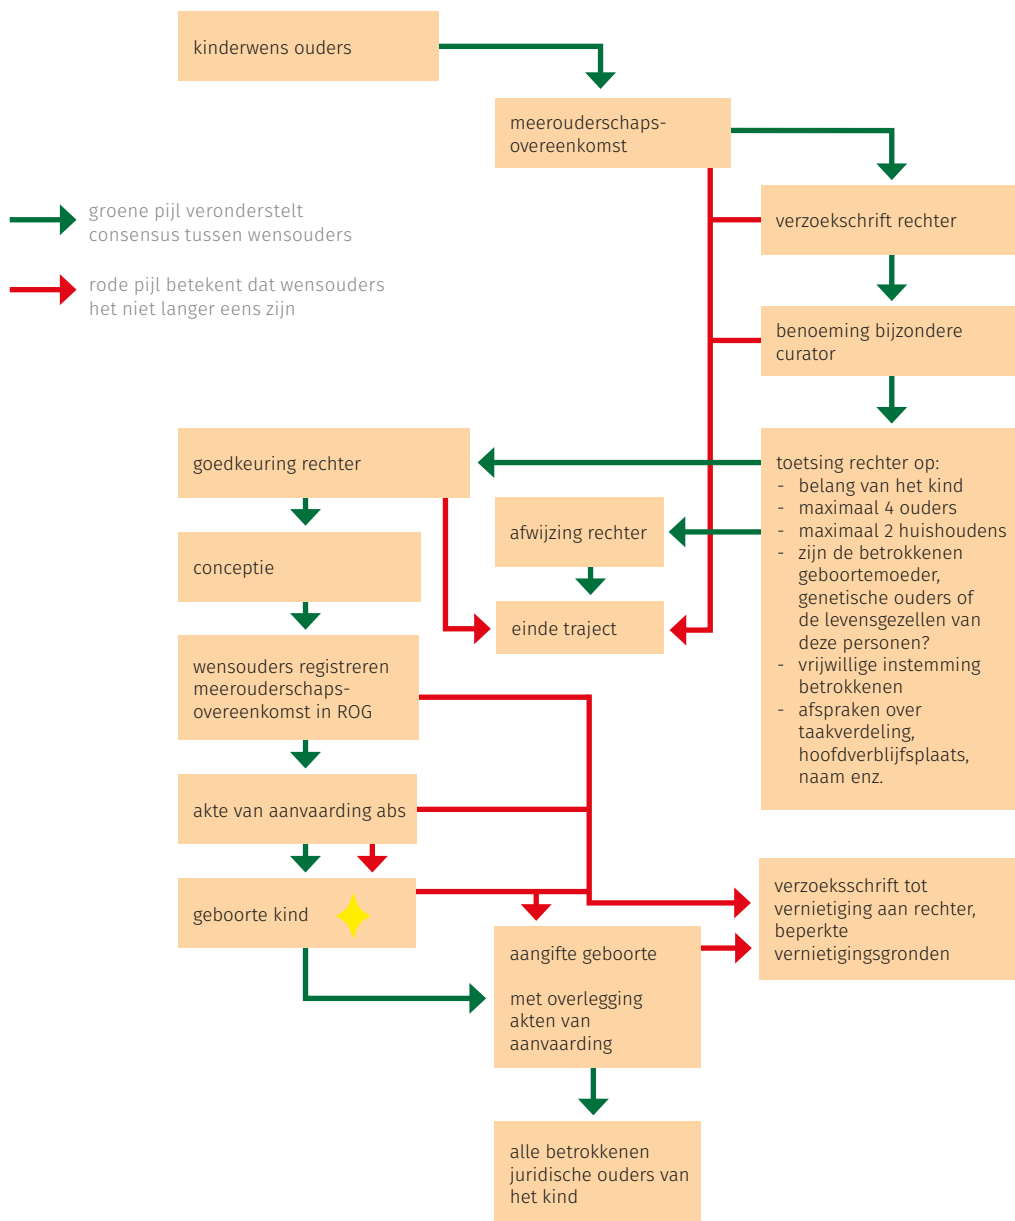 kinderwens ouders
meerouderschaps-
overeenkomst
groene pijl veronderstelt
consensus tussen wensouders
rode pijl betekent dat wensouders
het niet langer eens zijn
verzoekschrift rechter
benoeming bijzondere
curator
toetsing rechter op:
- belang van het kind
- maximaal 4 ouders
- maximaal 2 huishoudens
- zijn de betrokkenen
geboortemoeder,
genetische ouders of
de levensgezellen van
deze personen?
- vrijwillige instemming
betrokkenen
- afspraken over
taakverdeling,
hoofdverblijfsplaats,
naam enz.
goedkeuring rechter
afwijzing rechter
conceptie
einde traject
wensouders registreren
meerouderschaps-
overeenkomst in ROG
akte van aanvaarding abs
geboorte kind
verzoeksschrift tot
vernietiging aan rechter,
beperkte
vernietigingsgronden
aangifte geboorte
met overlegging
akten van
aanvaarding
alle betrokkenen
juridische ouders van
het kind